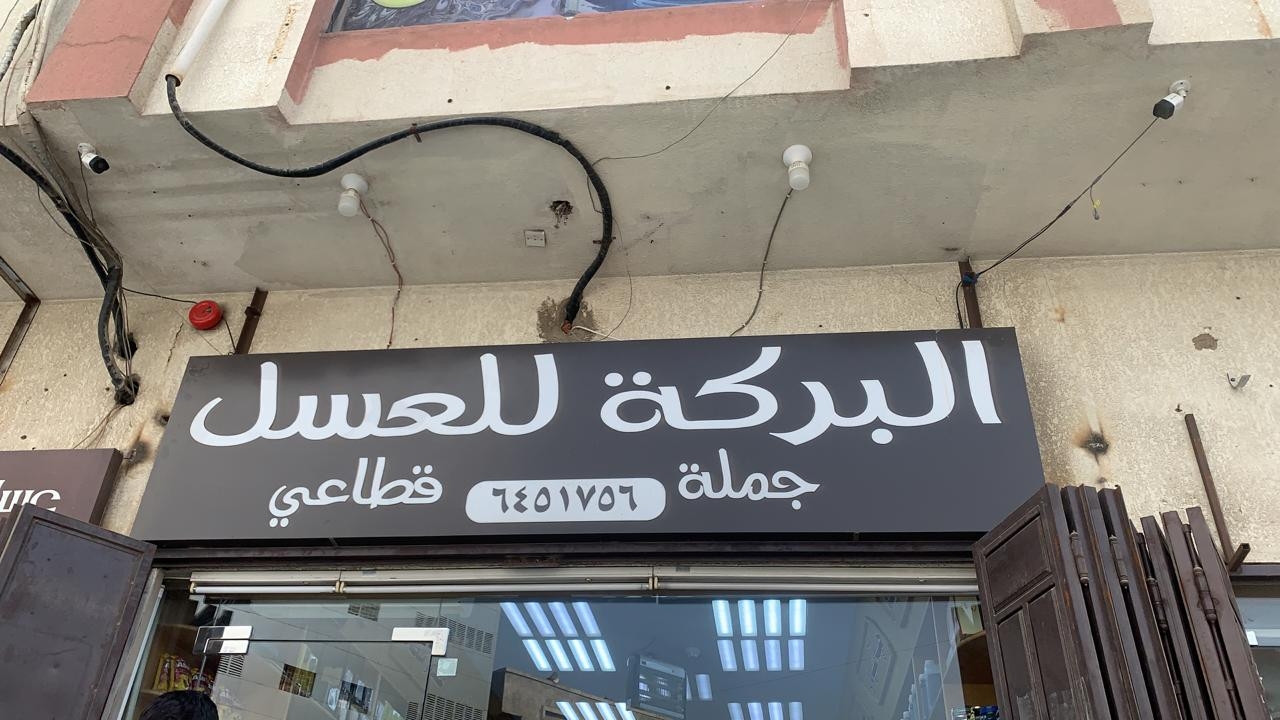 البركة للعسل
جملة ٦٤٥١٧٥٦ قطاعي